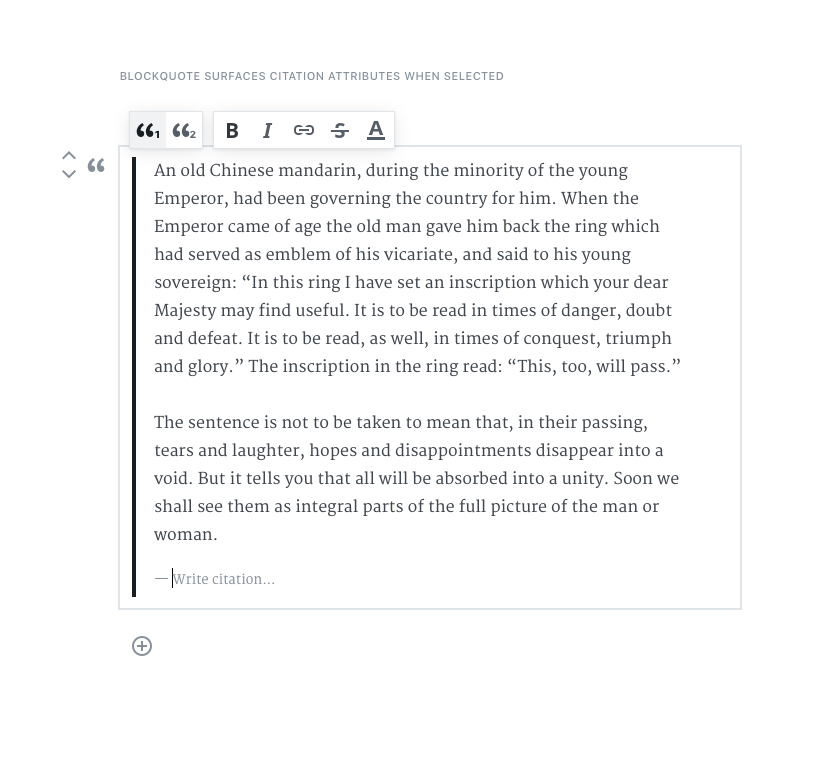 BLOCKQUOTE SURFACES CITATION ATTRIBUTES WHEN SELECTED
“1 “2 B I S A
“
An old Chinese mandarin, during the minority of the young
Emperor, had been governing the country for him. When the
Emperor came of age the old man gave him back the ring which
had served as emblem of his vicariate, and said to his young
sovereign: “In this ring I have set an inscription which your dear
Majesty may find useful. It is to be read in times of danger, doubt
and defeat. It is to be read, as well, in times of conquest, triumph
and glory.” The inscription in the ring read: “This, too, will pass.”
The sentence is not to be taken to mean that, in their passing,
tears and laughter, hopes and disappointments disappear into a
void. But it tells you that all will be absorbed into a unity. Soon we
shall see them as integral parts of the full picture of the man or
woman.
— Write citation...